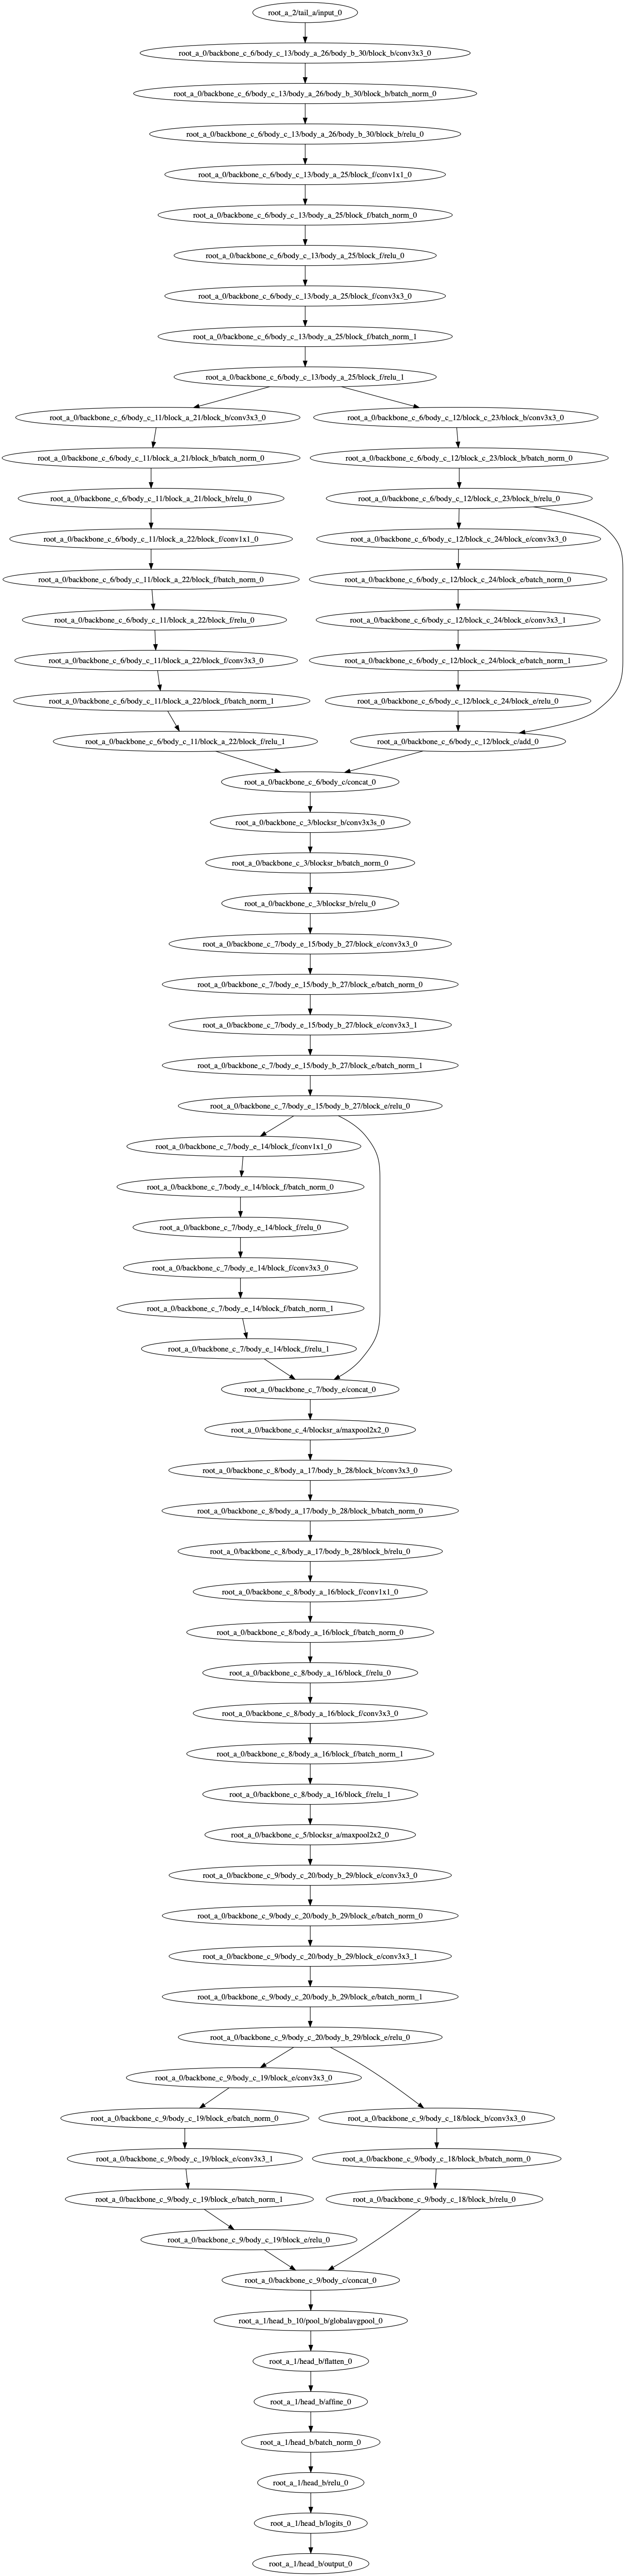 root_a_2/tail_a/input_0
root_a_0/backbone_c_6/body_c_13/body_a_26/body_b_30/block_b/conv3x3_0
root_a_0/backbone_c_6/body_c_13/body_a_26/body_b_30/block_b/batch_norm_0
root_a_0/backbone_c_6/body_c_13/body_a_26/body_b_30/block_b/relu_0
root_a_0/backbone_c_6/body_c_13/body_a_25/block_f/conv1x1_0
root_a_0/backbone_c_6/body_c_13/body_a_25/block_f/batch_norm_0
root_a_0/backbone_c_6/body_c_13/body_a_25/block_f/relu_0
root_a_0/backbone_c_6/body_c_13/body_a_25/block_f/conv3x3_0
root_a_0/backbone_c_6/body_c_13/body_a_25/block_f/batch_norm_1
root_a_0/backbone_c_6/body_c_13/body_a_25/block_f/relu_1
root_a_0/backbone_c_6/body_c_11/block_a_21/block_b/conv3x3_0
root_a_0/backbone_c_6/body_c_12/block_c_23/block_b/conv3x3_0
root_a_0/backbone_c_6/body_c_11/block_a_21/block_b/batch_norm_0
root_a_0/backbone_c_6/body_c_12/block_c_23/block_b/batch_norm_0
root_a_0/backbone_c_6/body_c_11/block_a_21/block_b/relu_0
root_a_0/backbone_c_6/body_c_12/block_c_23/block_b/relu_0
root_a_0/backbone_c_6/body_c_11/block_a_22/block_f/conv1x1_0
root_a_0/backbone_c_6/body_c_12/block_c_24/block_e/conv3x3_0
root_a_0/backbone_c_6/body_c_11/block_a_22/block_f/batch_norm_0
root_a_0/backbone_c_6/body_c_12/block_c_24/block_e/batch_norm_0
root_a_0/backbone_c_6/body_c_11/block_a_22/block_f/relu_0
root_a_0/backbone_c_6/body_c_12/block_c_24/block_e/conv3x3_1
root_a_0/backbone_c_6/body_c_11/block_a_22/block_f/conv3x3_0
root_a_0/backbone_c_6/body_c_12/block_c_24/block_e/batch_norm_1
root_a_0/backbone_c_6/body_c_11/block_a_22/block_f/batch_norm_1
root_a_0/backbone_c_6/body_c_12/block_c_24/block_e/relu_0
root_a_0/backbone_c_6/body_c_11/block_a_22/block_f/relu_1
root_a_0/backbone_c_6/body_c_12/block_c/add_0
root_a_0/backbone_c_6/body_c/concat_0
root_a_0/backbone_c_3/blocksr_b/conv3x3s_0
root_a_0/backbone_c_3/blocksr_b/batch_norm_0
root_a_0/backbone_c_3/blocksr_b/relu_0
root_a_0/backbone_c_7/body_e_15/body_b_27/block_e/conv3x3_0
root_a_0/backbone_c_7/body_e_15/body_b_27/block_e/batch_norm_0
root_a_0/backbone_c_7/body_e_15/body_b_27/block_e/conv3x3_1
root_a_0/backbone_c_7/body_e_15/body_b_27/block_e/batch_norm_1
root_a_0/backbone_c_7/body_e_15/body_b_27/block_e/relu_0
root_a_0/backbone_c_7/body_e_14/block_f/conv1x1_0
root_a_0/backbone_c_7/body_e_14/block_f/batch_norm_0
root_a_0/backbone_c_7/body_e_14/block_f/relu_0
root_a_0/backbone_c_7/body_e_14/block_f/conv3x3_0
root_a_0/backbone_c_7/body_e_14/block_f/batch_norm_1
root_a_0/backbone_c_7/body_e_14/block_f/relu_1
root_a_0/backbone_c_7/body_e/concat_0
root_a_0/backbone_c_4/blocksr_a/maxpool2x2_0
root_a_0/backbone_c_8/body_a_17/body_b_28/block_b/conv3x3_0
root_a_0/backbone_c_8/body_a_17/body_b_28/block_b/batch_norm_0
root_a_0/backbone_c_8/body_a_17/body_b_28/block_b/relu_0
root_a_0/backbone_c_8/body_a_16/block_f/conv1x1_0
root_a_0/backbone_c_8/body_a_16/block_f/batch_norm_0
root_a_0/backbone_c_8/body_a_16/block_f/relu_0
root_a_0/backbone_c_8/body_a_16/block_f/conv3x3_0
root_a_0/backbone_c_8/body_a_16/block_f/batch_norm_1
root_a_0/backbone_c_8/body_a_16/block_f/relu_1
root_a_0/backbone_c_5/blocksr_a/maxpool2x2_0
root_a_0/backbone_c_9/body_c_20/body_b_29/block_e/conv3x3_0
root_a_0/backbone_c_9/body_c_20/body_b_29/block_e/batch_norm_0
root_a_0/backbone_c_9/body_c_20/body_b_29/block_e/conv3x3_1
root_a_0/backbone_c_9/body_c_20/body_b_29/block_e/batch_norm_1
root_a_0/backbone_c_9/body_c_20/body_b_29/block_e/relu_0
root_a_0/backbone_c_9/body_c_19/block_e/conv3x3_0
root_a_0/backbone_c_9/body_c_19/block_e/batch_norm_0
root_a_0/backbone_c_9/body_c_18/block_b/conv3x3_0
root_a_0/backbone_c_9/body_c_19/block_e/conv3x3_1
root_a_0/backbone_c_9/body_c_18/block_b/batch_norm_0
root_a_0/backbone_c_9/body_c_19/block_e/batch_norm_1
root_a_0/backbone_c_9/body_c_18/block_b/relu_0
root_a_0/backbone_c_9/body_c_19/block_e/relu_0
root_a_0/backbone_c_9/body_c/concat_0
root_a_1/head_b_10/pool_b/globalavgpool_0
root_a_1/head_b/flatten_0
root_a_1/head_b/affine_0
root_a_1/head_b/batch_norm_0
root_a_1/head_b/relu_0
root_a_1/head_b/logits_0
root_a_1/head_b/output_0